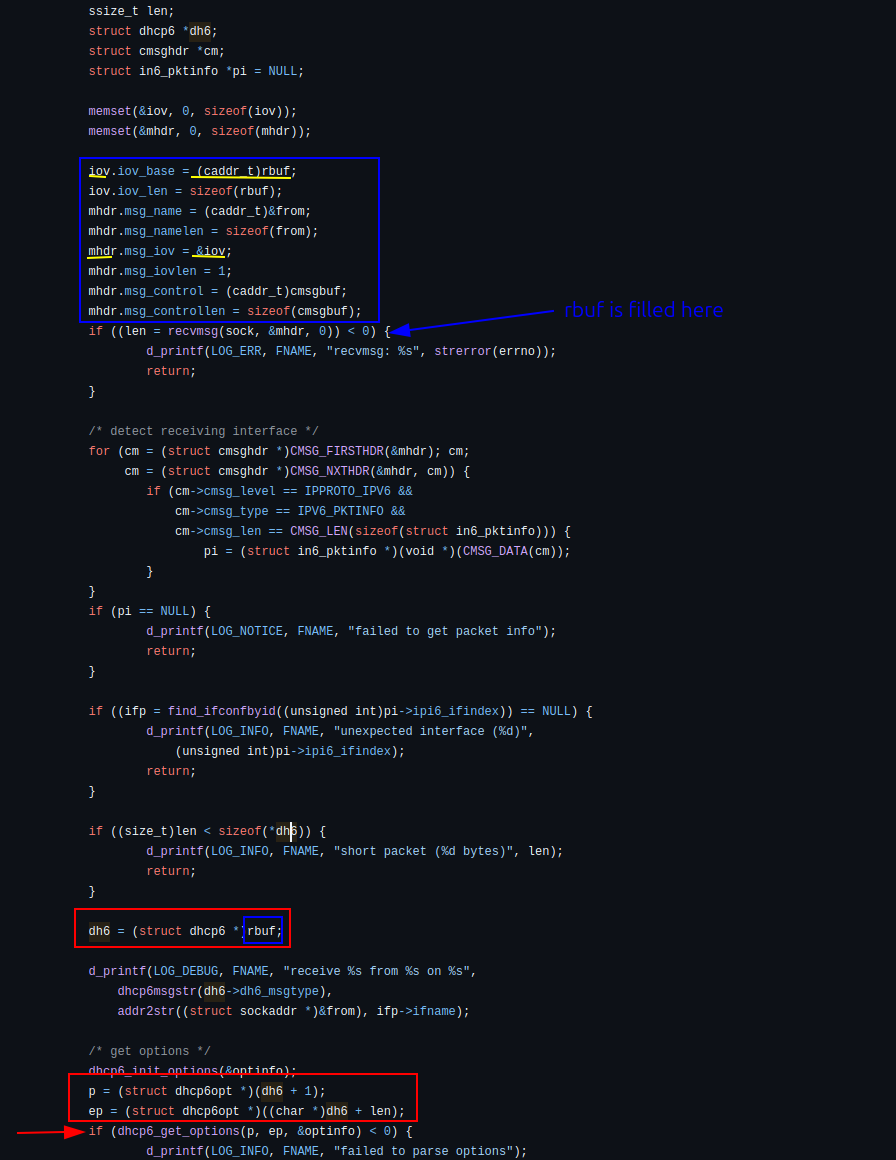 ssize_t len;
struct dhcp6 *dh6;
struct cmsghdr *cm;
struct in6_pktinfo *pi = NULL;
memset(&iov, 0, sizeof(iov));
memset(&mhdr, 0, sizeof(mhdr));
iov.iov_base = (caddr_t)rbuf;
iov.iov_len = sizeof(rbuf);
mhdr.msg_name = (caddr_t)&from;
mhdr.msg_namelen = sizeof(from);
mhdr.msg_iov = &iov;
mhdr.msg_iovlen = 1;
mhdr.msg_control = (caddr_t)cmsgbuf;
mhdr.msg_controllen = sizeof(cmsgbuf);
rbuf is filled here
if ((len = recvmsg(sock, &mhdr, 0)) < 0) {
d_printf(LOG_ERR, FNAME, "recvmsg: %s", strerror(errno));
return;
}
/* detect receiving interface */
for (cm = (struct cmsghdr *)CMSG_FIRSTHDR(&mhdr); cm;
cm = (struct cmsghdr *)CMSG_NXTHDR(&mhdr, cm)) {
if (cm->cmsg_level == IPPROTO_IPV6 &&
cm->cmsg_type == IPV6_PKTINFO &&
cm->cmsg_len == CMSG_LEN(sizeof(struct in6_pktinfo))) {
pi = (struct in6_pktinfo *)(void *)(CMSG_DATA(cm));
}
}
if (pi == NULL) {
d_printf(LOG_NOTICE, FNAME, "failed to get packet info");
return;
}
if ((ifp = find_ifconfbyid((unsigned int)pi->ipi6_ifindex)) == NULL) {
d_printf(LOG_INFO, FNAME, "unexpected interface (%d)",
(unsigned int)pi->ipi6_ifindex);
return;
}
if ((size_t)len < sizeof(*dh6)) {
d_printf(LOG_INFO, FNAME, "short packet (%d bytes)", len);
return;
}
dh6 = (struct dhcp6 *)rbuf;
d_printf(LOG_DEBUG, FNAME, "receive %s from %s on %s",
dhcp6msgstr(dh6->dh6_msgtype),
addr2str((struct sockaddr *)&from), ifp->ifname);
/* get options */
dhcp6_init_options(&optinfo);
p = (struct dhcp6opt *)(dh6 + 1);
ep = (struct dhcp6opt *)((char *)dh6 + len);
if (dhcp6_get_options(p, ep, &optinfo) < 0) {
d_printf(LOG_INFO, FNAME, "failed to parse options");